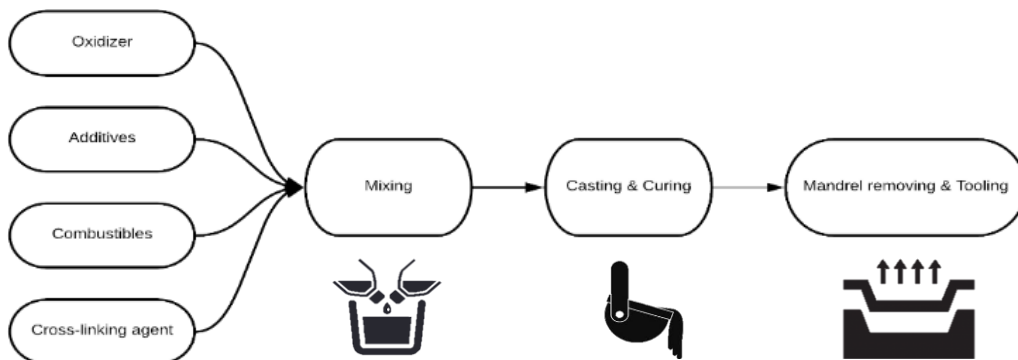 Oxidizer
Additives
Combustibles
Cross-linking agent
Mixing
Casting & Curing
Mandrel removing & Tooling